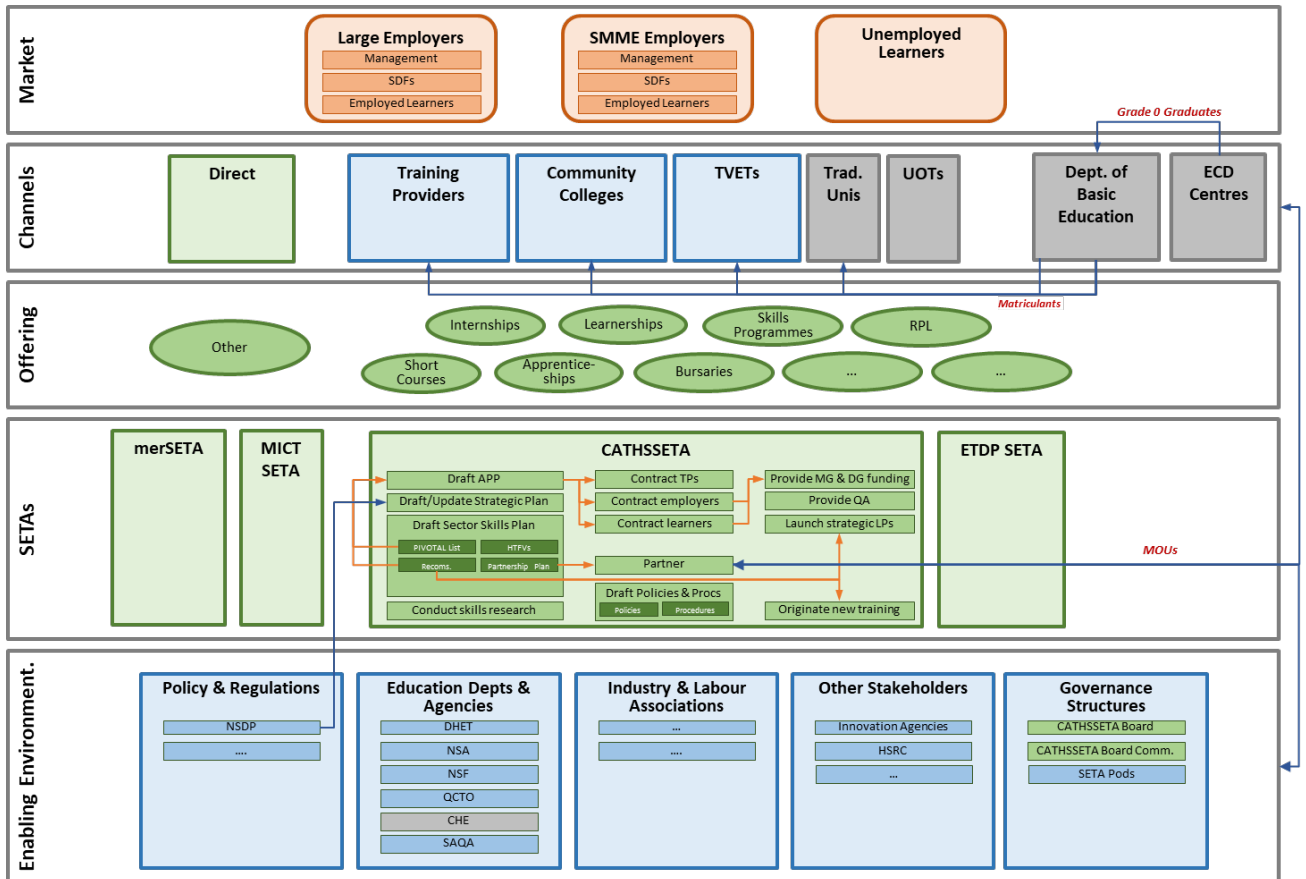 Market
Large Employers
Management
SDFs
Employed Learners
SMME Employers
Management
SDFs
Employed Learners
Unemployed
Learners
Grade 0 Graduates
Channels
Direct
Training
Providers
Community
Colleges
TVETs
Trad.
Unis
UOTs
Dept. of
Basic
Education
ECD
Centres
Matriculants
Offering
Other
Internships
Learnerships
Skills
Programmes
RPL
Short
Courses
Apprentice-
ships
Bursaries
...
...
SETAs
merSETA
MICT
SETA
CATHSSETA
Draft APP
Draft/Update Strategic Plan
Draft Sector Skills Plan
PIVOTAL List
HTFVs
Recoms.
Partnership Plan
Conduct skills research
Contract TPs
Contract employers
Contract learners
Partner
Draft Policies & Procs
Policies
Procedures
Provide MG & DG funding
Provide QA
Launch strategic LPs
Originate new training
ETDP SETA
MOUs
Enabling Environment.
Policy & Regulations
NSDP
....
Education Depts &
Agencies
DHET
NSA
NSF
QCTO
CHE
SAQA
Industry & Labour
Associations
...
....
Other Stakeholders
Innovation Agencies
HSRC
...
Governance
Structures
CATHSSETA Board
CATHSSETA Board Comm.
SETA Pods